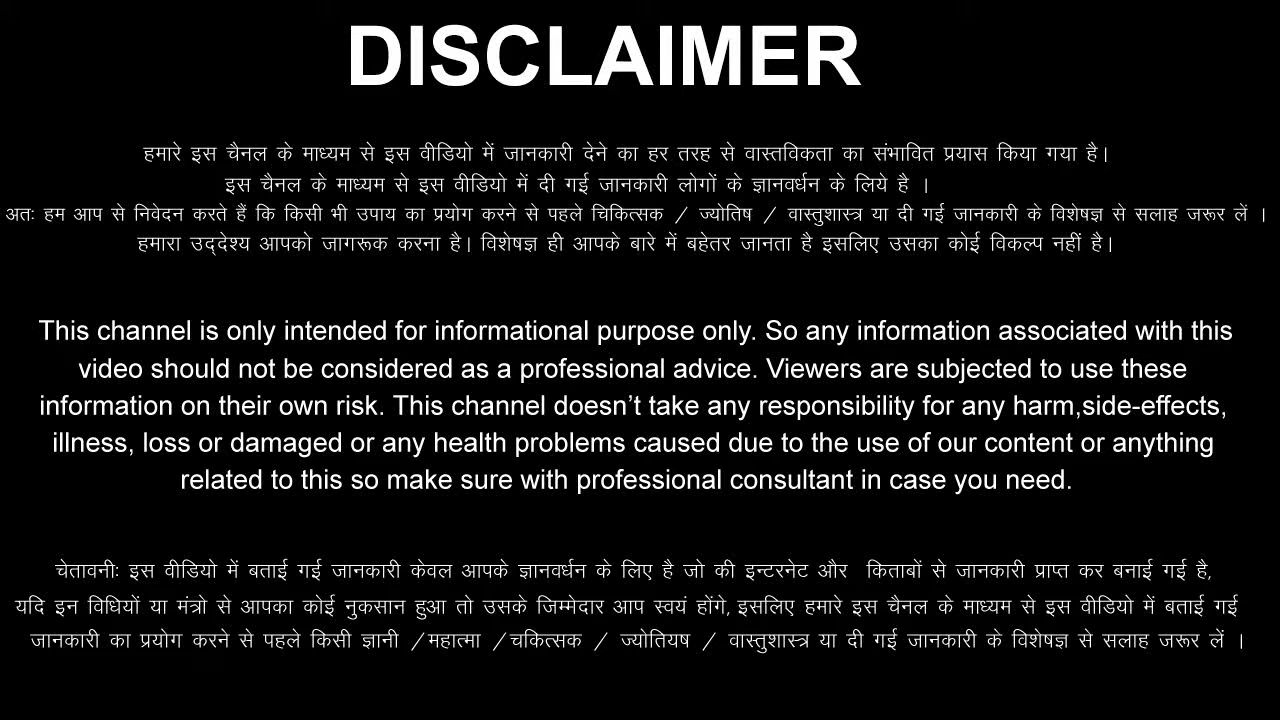 DISCLAIMER
हमारे इस चैनल के माध्यम से इस वीडियो में जानकारी देने का हर तरह से वास्तविकता का संभावित प्रयास किया गया है।
इस चैनल के माध्यम से इस वीडियो में दी गई जानकारी लोगों के ज्ञानवर्धन के लिये है ।
अतः हम आप से निवेदन करते हैं कि किसी भी उपाय का प्रयोग करने से पहले चिकित्सक / ज्योतिष / वास्तुशास्त्र या दी गई जानकारी के विशेषज्ञ से सलाह जरूर लें ।
हमारा उद्देश्य आपको जागरूक करना है। विशेषज्ञ ही आपके बारे में बहेतर जानता है इसलिए उसका कोई विकल्प नहीं है।
This channel is only intended for informational purpose only. So any information associated with this
video should not be considered as a professional advice. Viewers are subjected to use these
information on their own risk. This channel doesn’t take any responsibility for any harm,side-effects,
illness, loss or damaged or any health problems caused due to the use of our content or anything
related to this so make sure with professional consultant in case you need.
चेतावनीः इस वीडियो में बताई गई जानकारी केवल आपके ज्ञानवर्धन के लिए है जो की इन्टरनेट और किताबों से जानकारी प्राप्त कर बनाई गई है,
यदि इन विधियों या मंत्रो से आपका कोई नुकसान हुआ तो उसके जिम्मेदार आप स्वयं होंगे, इसलिए हमारे इस चैनल के माध्यम से इस वीडियो में बताई गई
जानकारी का प्रयोग करने से पहले किसी ज्ञानी /महात्मा /चकित्सक / ज्योतियष / वास्तुशास्त्र या दी गई जानकारी के विशेषज्ञ से सलाह जरूर लें ।